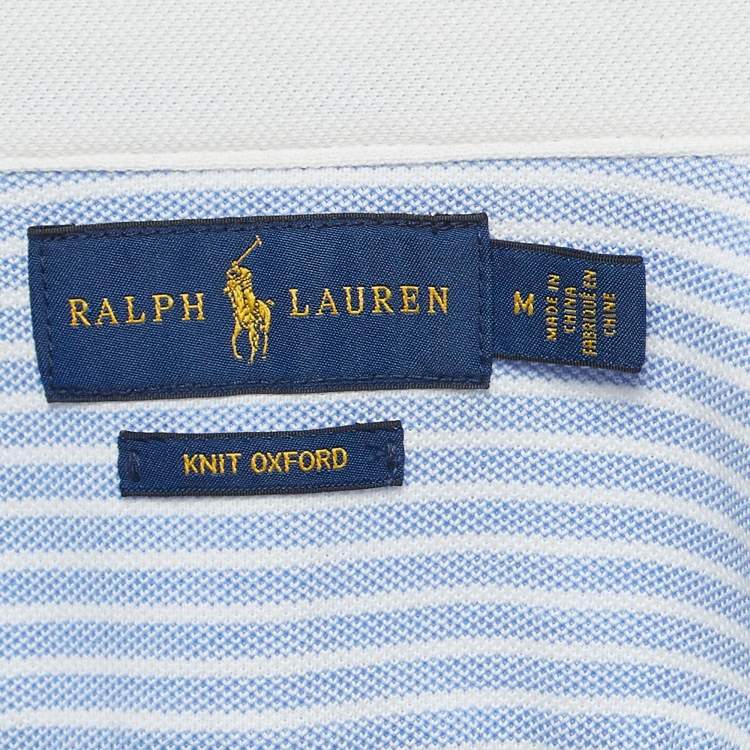 RALPH LAUREN
M
MADE IN
CHINA
FABRIQUÉ EN
CHINE
KNIT OXFORD